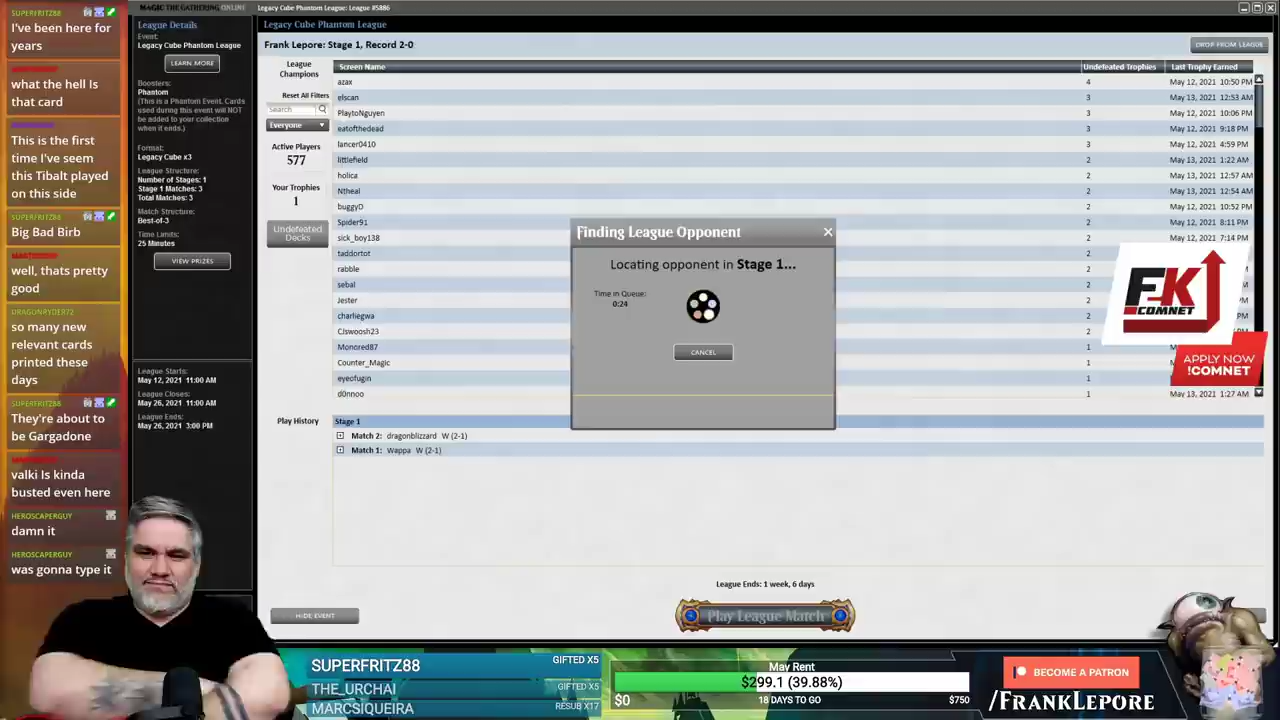 SUPERFRITZ88
I've been here for
years
what the hell Is
that card
This is the first
time I've seem
this Tibalt played
on this side
SUPERFRITZ88
Big Bad Birb
well, thats pretty
good
DRAGONRYDER72
so many new
relevant cards
printed these
days
SUPERFRITZ88
They're about to
be Gargadone
valki Is kinda
busted even here
HEROSCAPERGUY
damn it
HEROSCAPERGUY
was gonna type it
MAGIC THE GATHERING ONLINE
Legacy Cube Phantom League: League #5886
League Details
Event:
Legacy Cube Phantom League
LEARN MORE
Boosters:
Phantom
(This is a Phantom Event. Cards
used during this event will NOT
be added to your collection
when it ends.)
Format:
Legacy Cube x3
League Structure:
Number of Stages: 1
Stage 1 Matches: 3
Total Matches: 3
Match Structure:
Best-of-3
Time Limits:
25 Minutes
VIEW PRIZES
League Starts:
May 12, 2021 11:00 AM
League Closes:
May 26, 2021 11:00 AM
League Ends:
May 26, 2021 3:00 PM
Legacy Cube Phantom League
Frank Lepore: Stage 1, Record 2-0
DROP FROM LEAGUE
League
Champions
Reset All Filters
Search
Everyone
Active Players
577
Your Trophies
1
Undefeated
Decks
Screen Name Undefeated Trophies Last Trophy Earned
azax 4 May 12, 2021 10:50 PM
elscan 3 May 13, 2021 12:53 AM
PlaytoNguyen 3 May 12, 2021 10:06 PM
eatofthedead 3 May 12, 2021 9:18 PM
lancer0410 3 May 12, 2021 4:59 PM
littlefield 2 May 13, 2021 1:22 AM
holica 2 May 13, 2021 12:57 AM
Ntheal 2 May 13, 2021 12:54 AM
buggyD 2 May 12, 2021 10:52 PM
Spider91 2 May 12, 2021 8:11 PM
sick_boy138 2 May 12, 2021 7:14 PM
taddortot 2
rabble 2
sebal 2
Jester 2
charliegwa 2
CJswoosh23 2
Monored87 1
Counter_Magic 1
eyeofugin 1
d0nnoo 1 May 13, 2021 1:27 AM
Finding League Opponent
Locating opponent in Stage 1...
Time in Queue:
0:24
CANCEL
F2K
.COMNET
APPLY NOW
!COMNET
Play History
Stage 1
Match 2: dragonblizzard W (2-1)
Match 1: Wappa W (2-1)
League Ends: 1 week, 6 days
HIDE EVENT
Play League Match
SUPERFRITZ88 GIFTED X5
THE_URCHAI GIFTED X5
MARCSIQUEIRA RESUB X17
May Rent
$299.1 (39.88%)
$0 18 DAYS TO GO $750
BECOME A PATRON
/FRANKLEPORE